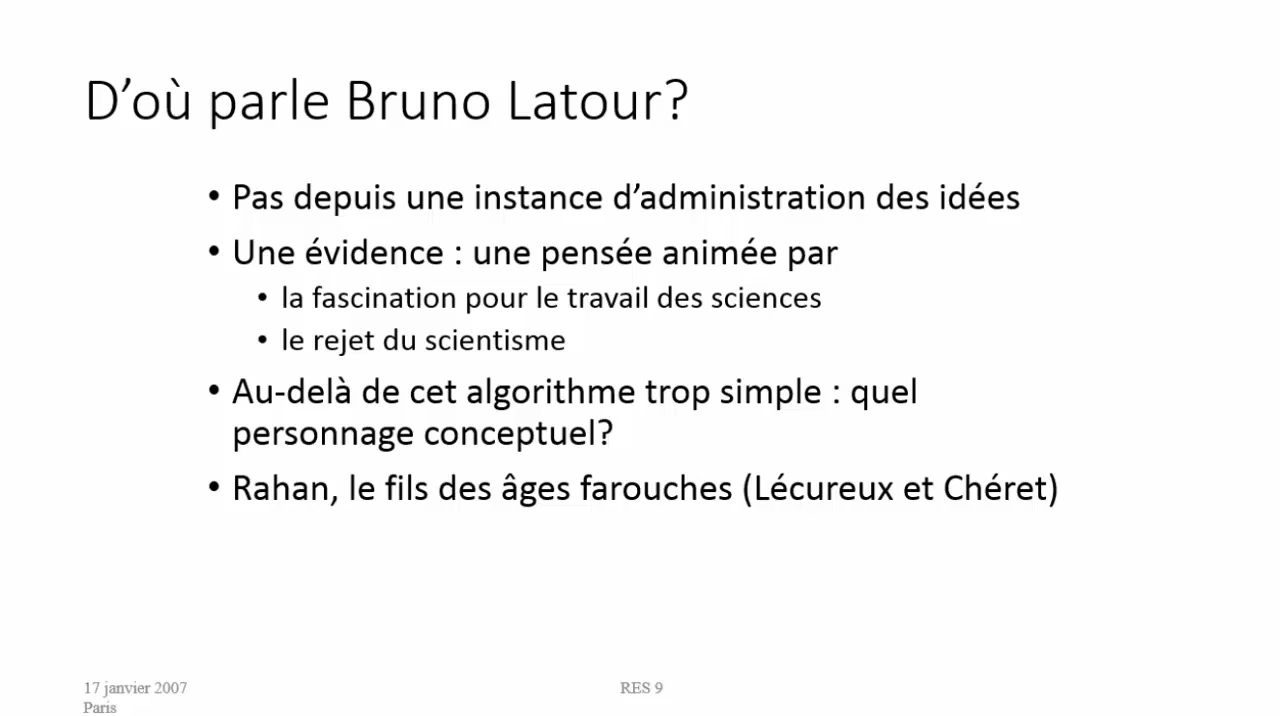 D’où parle Bruno Latour?
• Pas depuis une instance d’administration des idées
• Une évidence : une pensée animée par
• la fascination pour le travail des sciences
• le rejet du scientisme
• Au-delà de cet algorithme trop simple : quel
personnage conceptuel?
• Rahan, le fils des âges farouches (Lécureux et Chéret)
17 janvier 2007
Paris
RES 9